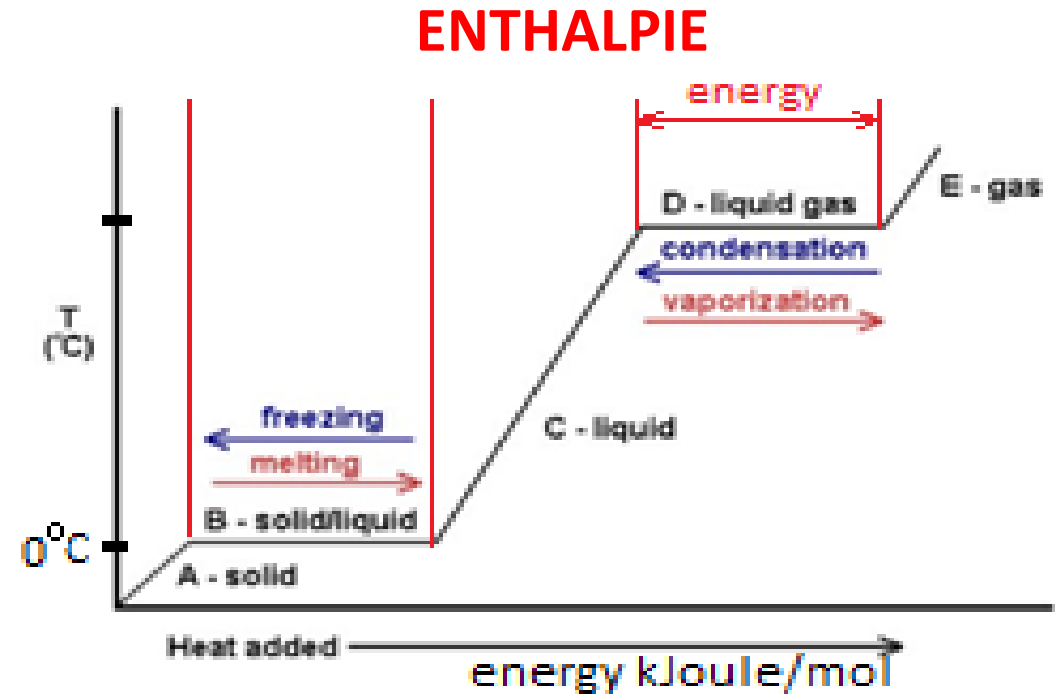 ENTHALPIE
energy
E - gas
D - liquid gas
condensation
vaporization
T
(°C)
freezing
melting
C - liquid
B - solid/liquid
0°C
A - solid
Heat added
energy kJoule/mol